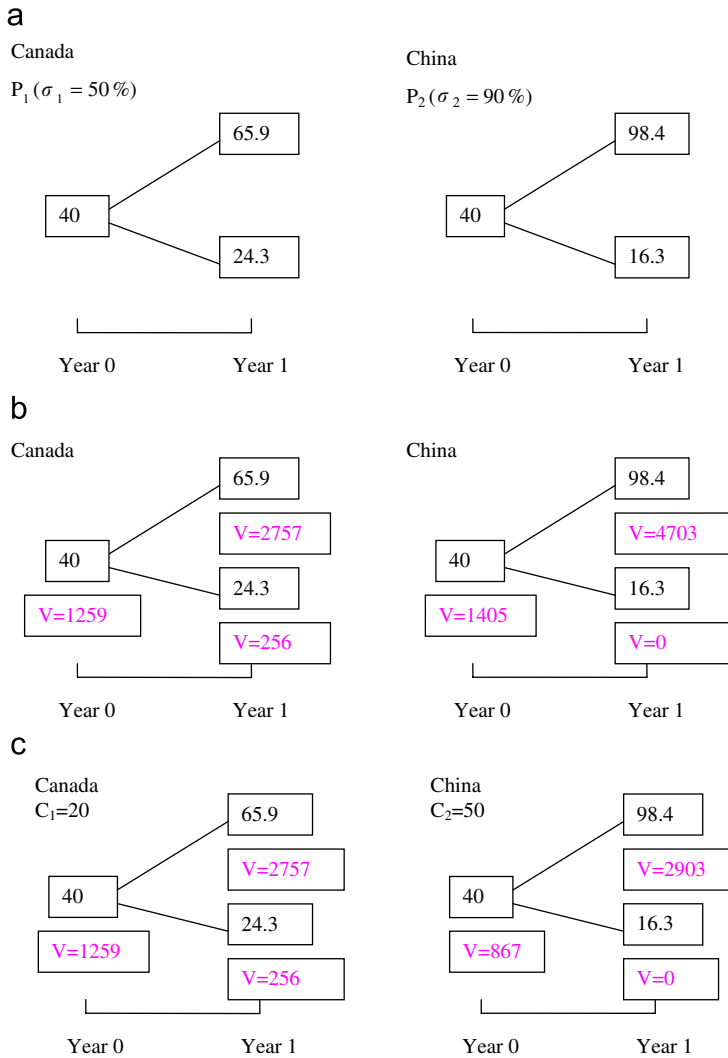 a
Canada
P₁ (σ₁ = 50 %)
65.9
40
24.3
Year 0 Year 1
China
P₂ (σ₂ = 90 %)
98.4
40
16.3
Year 0 Year 1
b
Canada
65.9
V=2757
40
24.3
V=1259
V=256
Year 0 Year 1
China
98.4
V=4703
40
16.3
V=1405
V=0
Year 0 Year 1
c
Canada
C₁=20
65.9
V=2757
40
24.3
V=1259
V=256
Year 0 Year 1
China
C₂=50
98.4
V=2903
40
16.3
V=867
V=0
Year 0 Year 1